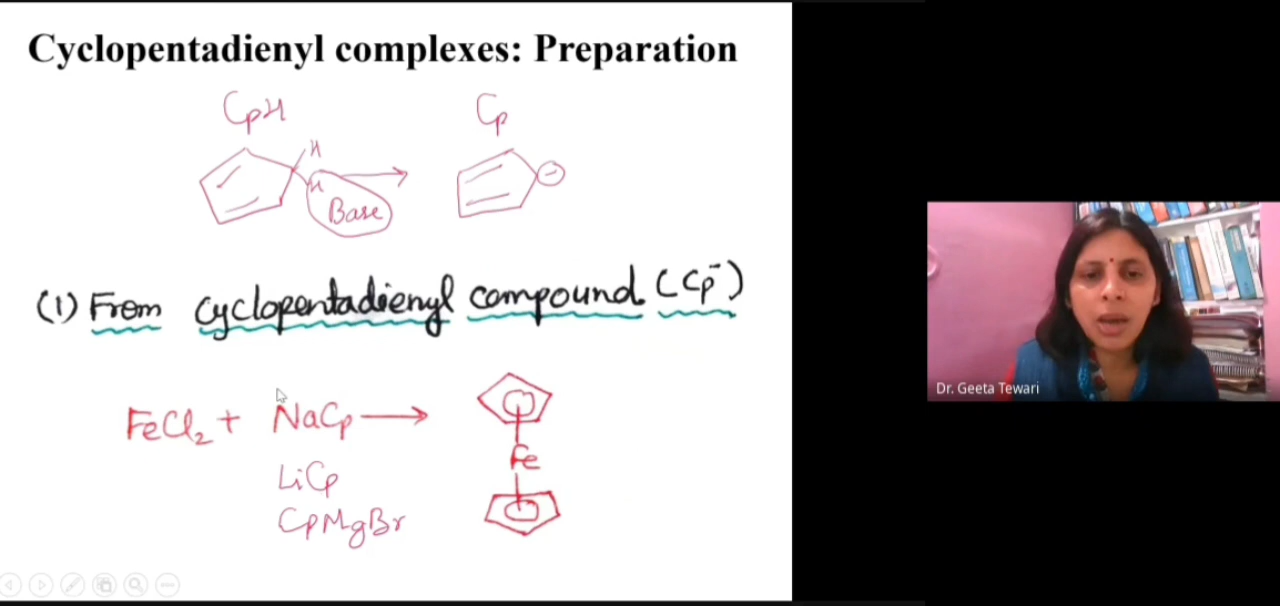 Cyclopentadienyl complexes: Preparation
CpH Cp
H
H
Base
⊖
(1) From cyclopentadienyl compound (Cp⁻)
FeCl₂ + NaCp ⟶
Fe
LiCp
CpMgBr
Dr. Geeta Tewari